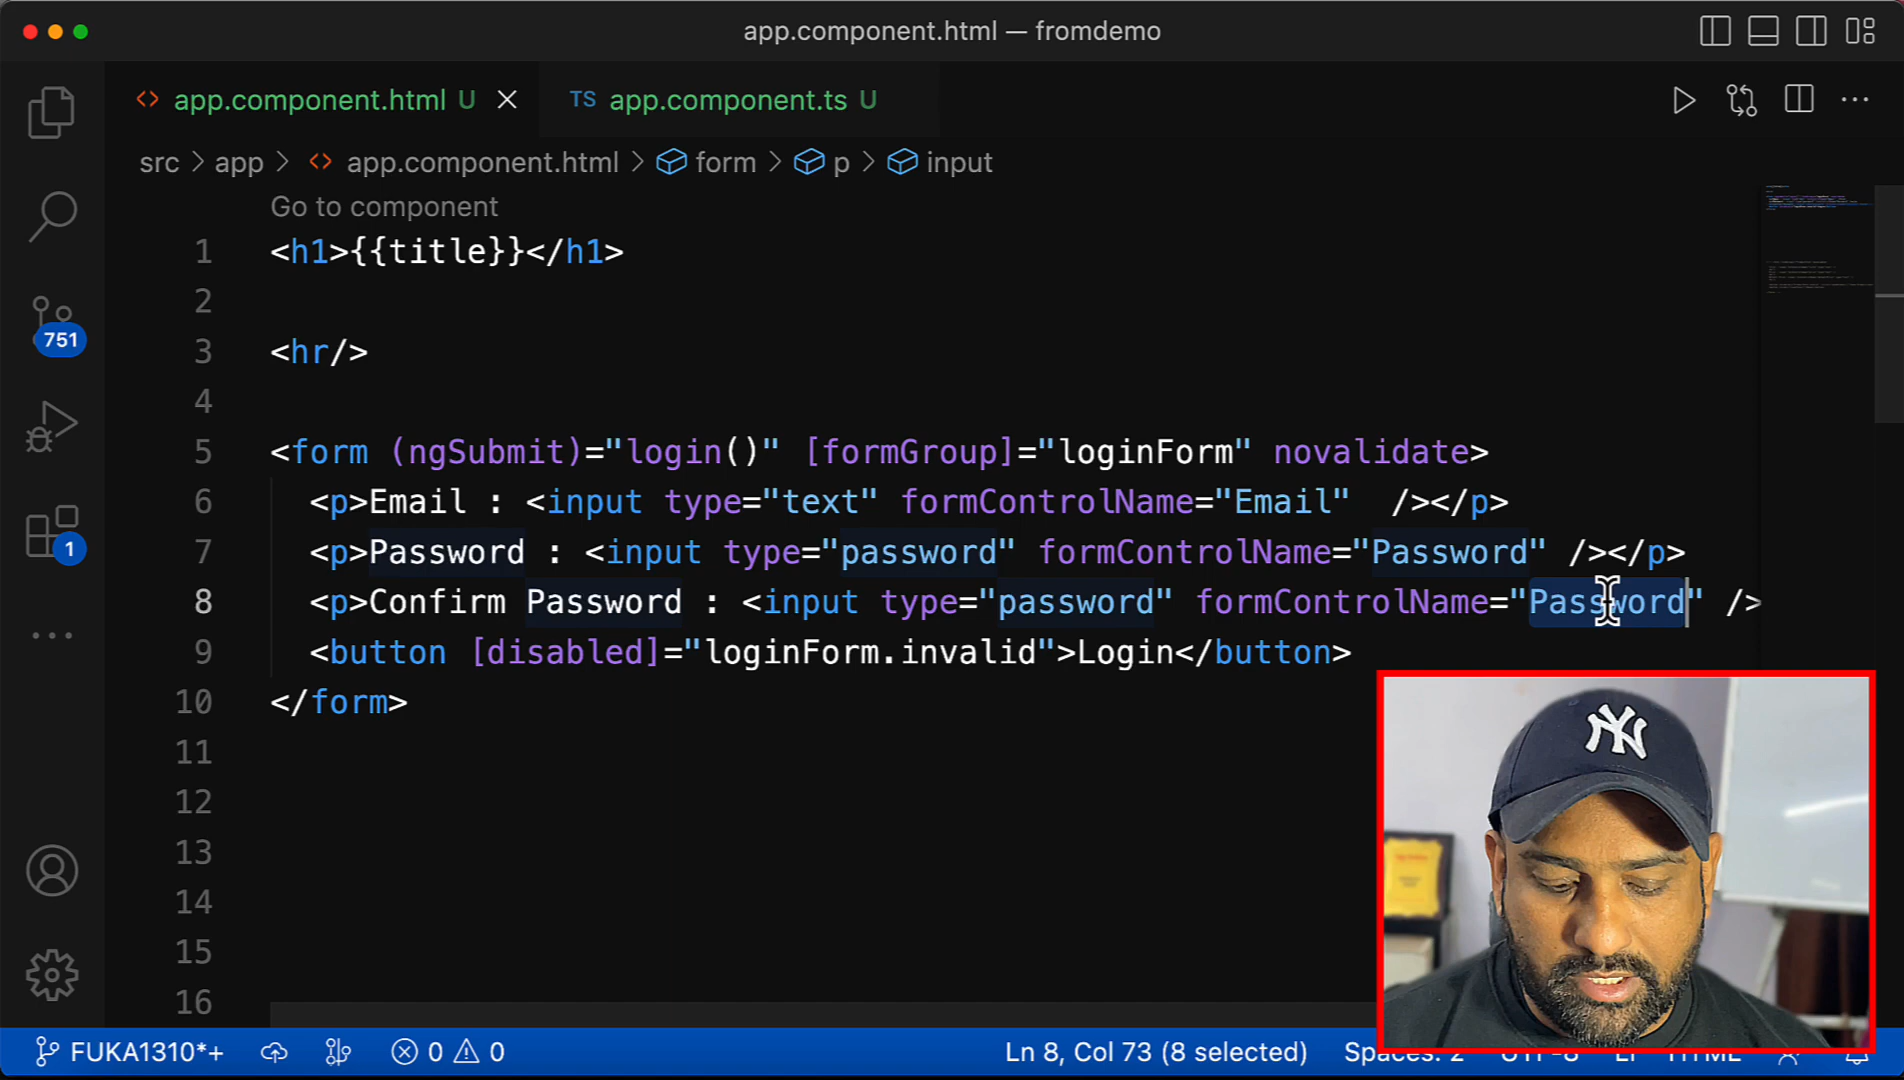 app.component.html — fromdemo
<> app.component.html U
TS app.component.ts U
src > app > <> app.component.html > form > p > input
Go to component
1 <h1>{{title}}</h1>
2
3 <hr/>
4
5 <form (ngSubmit)="login()" [formGroup]="loginForm" novalidate>
6 <p>Email : <input type="text" formControlName="Email"  /></p>
7 <p>Password : <input type="password" formControlName="Password" /></p>
8 <p>Confirm Password : <input type="password" formControlName="Password" />
9 <button [disabled]="loginForm.invalid">Login</button>
10 </form>
11
12
13
14
15
16
751
1
NY
FUKA1310*+
0
0
Ln 8, Col 73 (8 selected)